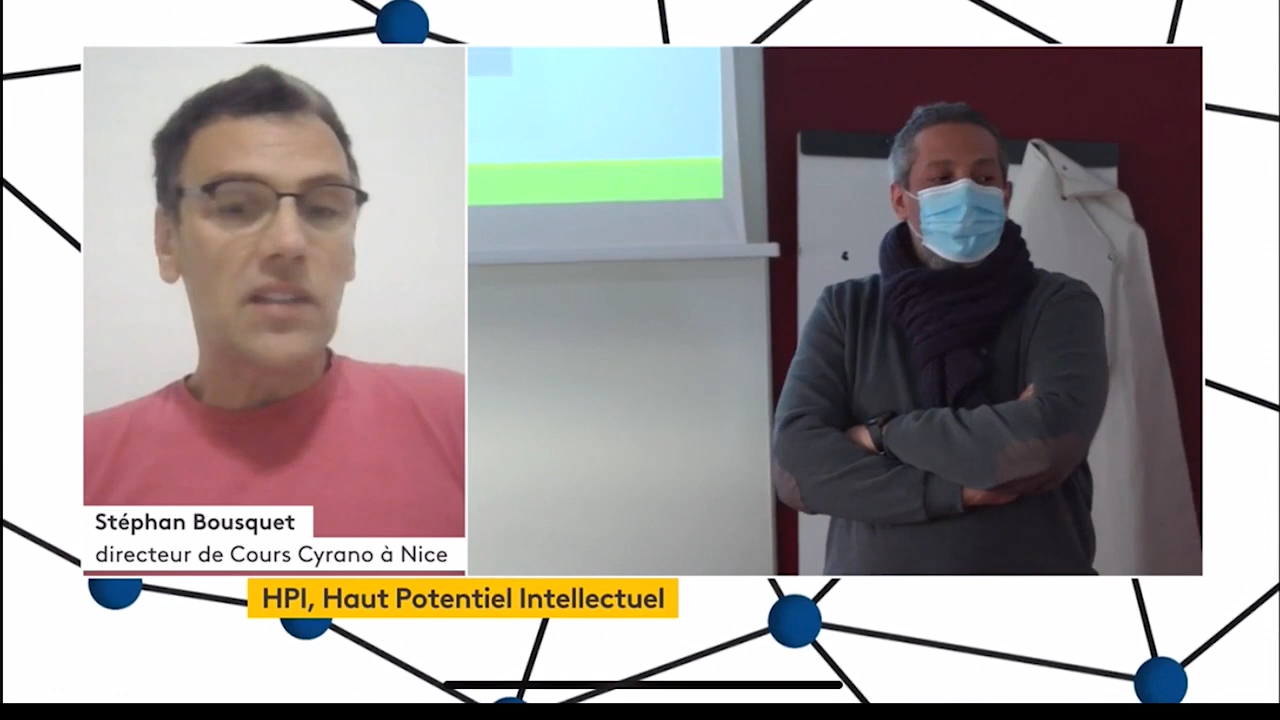 Stéphan Bousquet
directeur de Cours Cyrano à Nice
HPI, Haut Potentiel Intellectuel